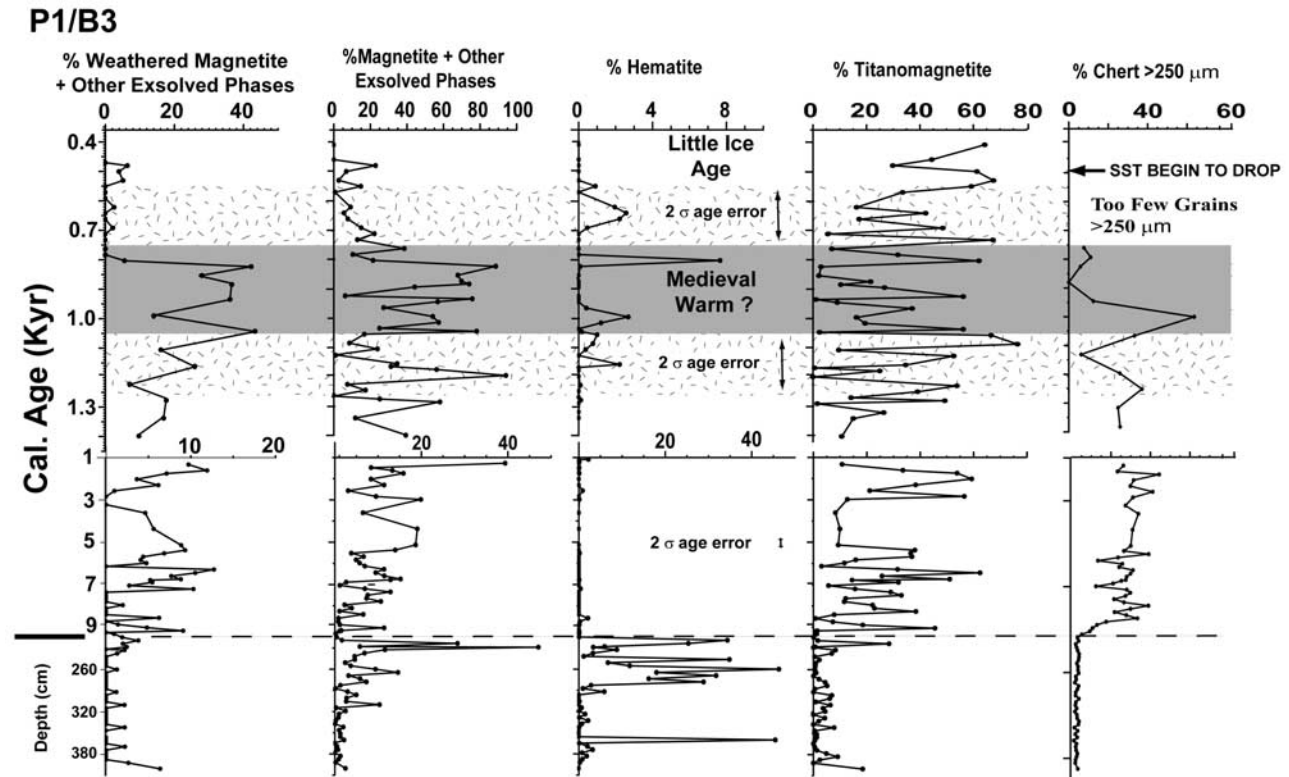 P1/B3
% Weathered Magnetite
+ Other Exsolved Phases
%Magnetite + Other
Exsolved Phases
% Hematite
% Titanomagnetite
% Chert >250 μm
0 20 40
0 20 40 60 80 100
0 4 8
0 20 40 60 80
0 20 40 60
Cal. Age (Kyr)
0.4
0.7
1.0
1.3
Little Ice
Age
2 σ age error
Medieval
Warm ?
2 σ age error
SST BEGIN TO DROP
Too Few Grains
>250 μm
0 10 20
20 40
0 20 40
1
3
5
7
9
2 σ age error
Depth (cm)
260
320
380